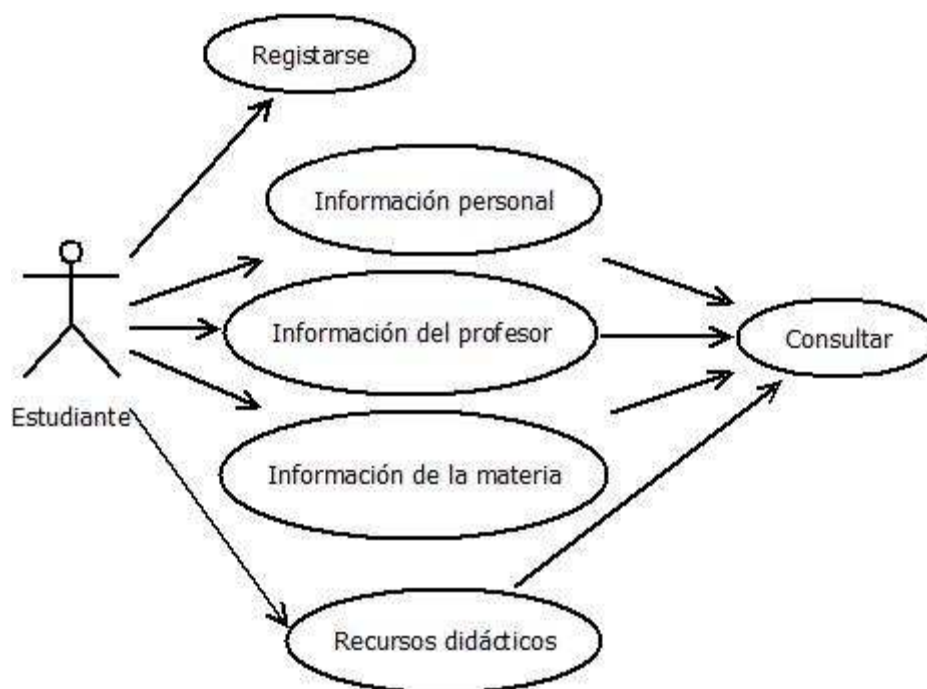 Registarse
Información personal
Información del profesor
Consultar
Estudiante
Información de la materia
Recursos didácticos